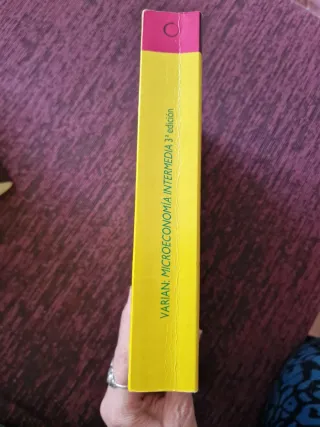 VARIAN: MICROECONOMÍA INTERMEDIA 3ª edición